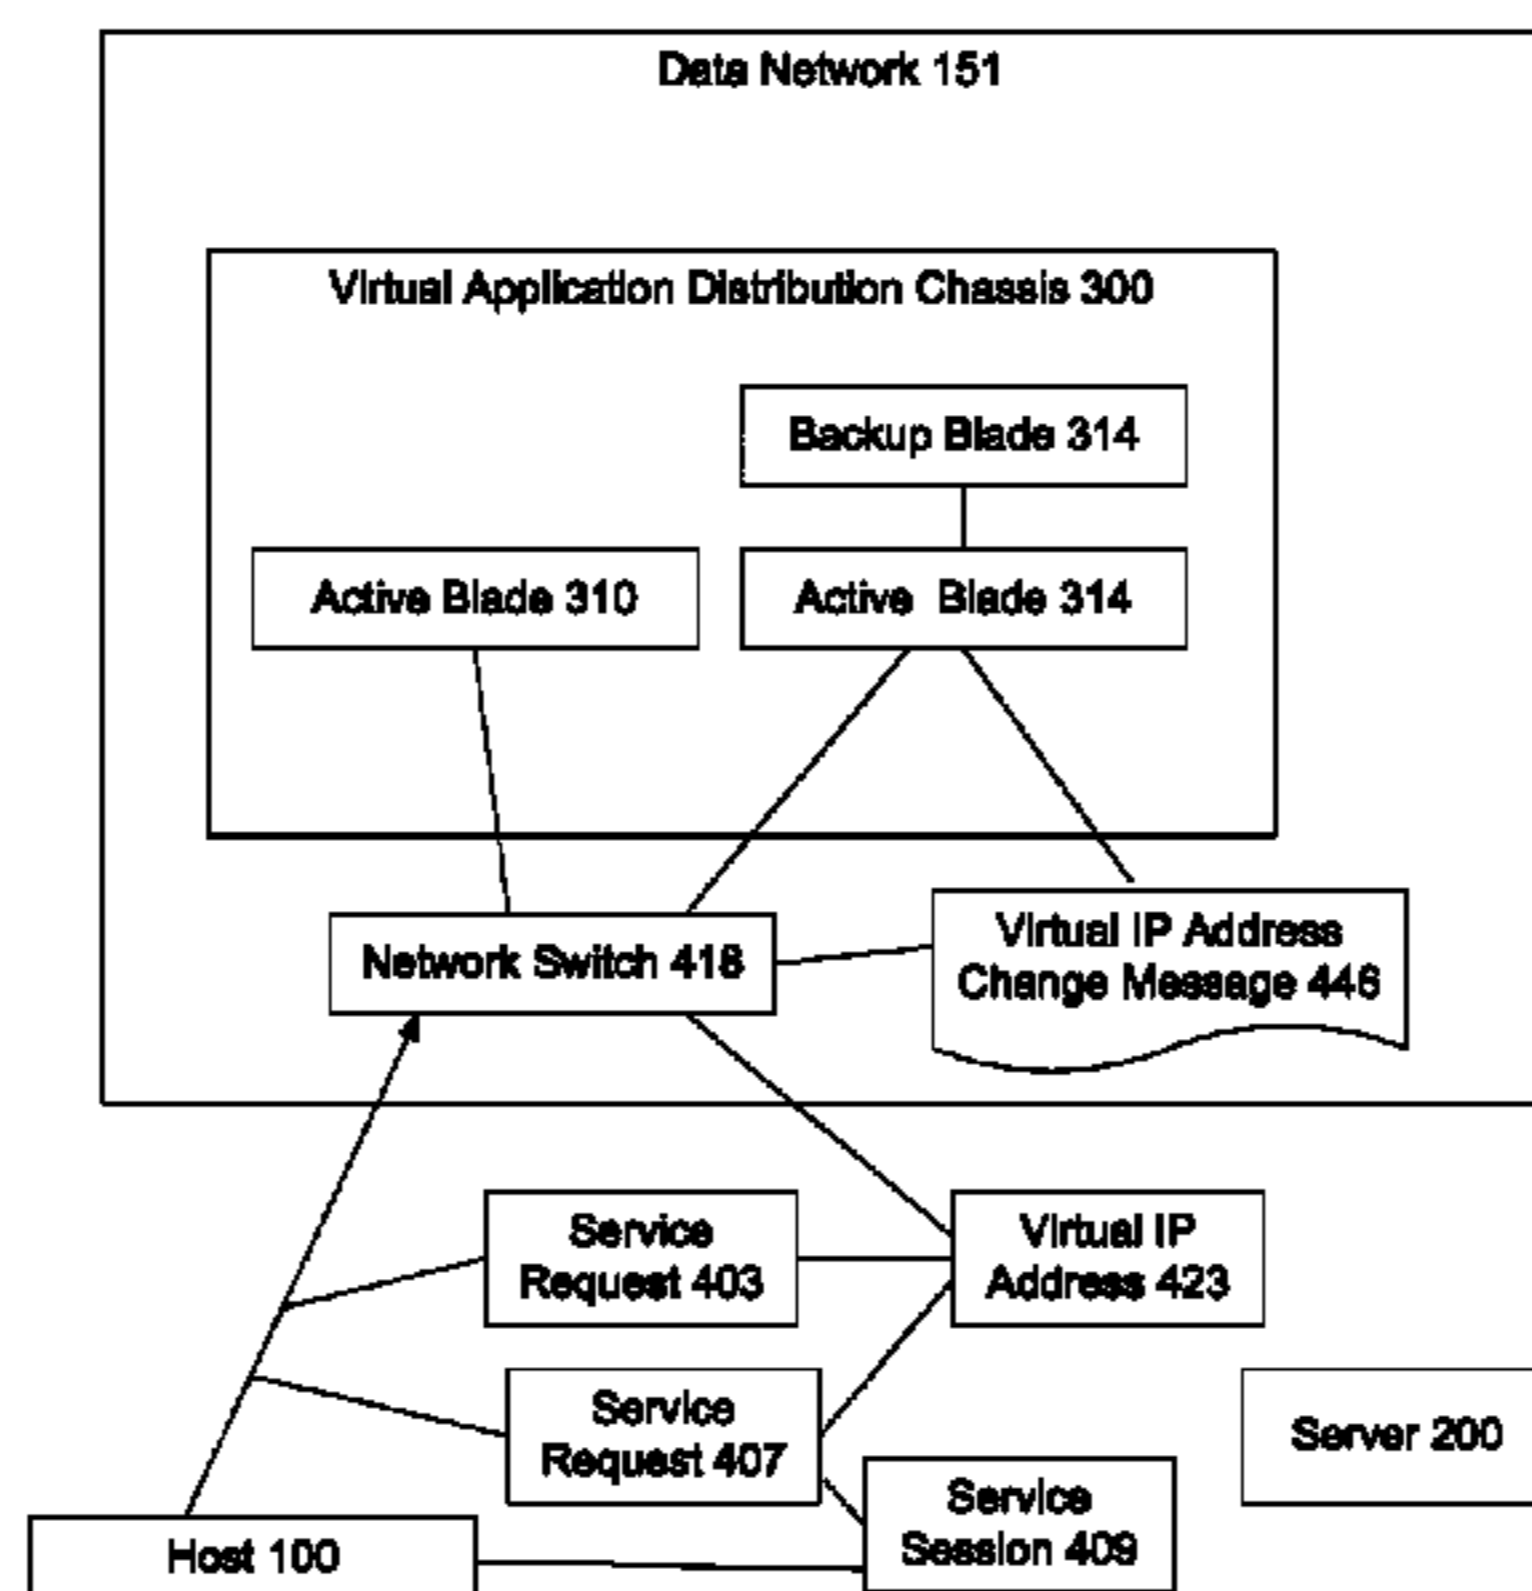 Data Network 151
Virtual Application Distribution Chassis 300
Backup Blade 314
Active Blade 310
Active Blade 314
Network Switch 418
Virtual IP Address
Change Message 446
Service
Request 403
Virtual IP
Address 423
Service
Request 407
Server 200
Service
Session 409
Host 100